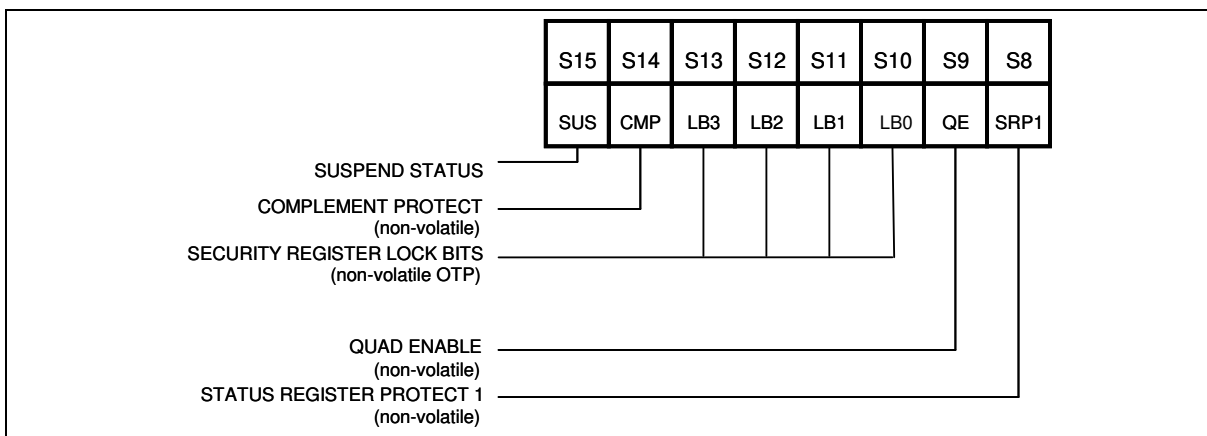 S15 S14 S13 S12 S11 S10 S9 S8
SUS CMP LB3 LB2 LB1 LB0 QE SRP1
SUSPEND STATUS
COMPLEMENT PROTECT
(non-volatile)
SECURITY REGISTER LOCK BITS
(non-volatile OTP)
QUAD ENABLE
(non-volatile)
STATUS REGISTER PROTECT 1
(non-volatile)